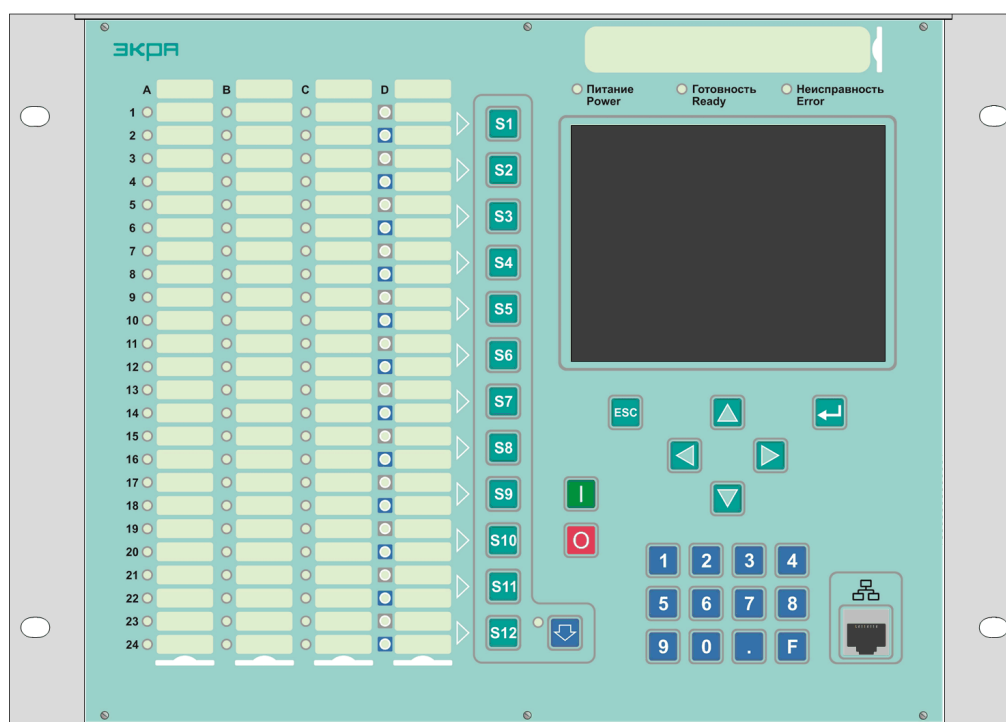 ЭКРА
Питание
Power
Готовность
Ready
Неисправность
Error
A B C D
1
2
3
4
5
6
7
8
9
10
11
12
13
14
15
16
17
18
19
20
21
22
23
24
S1
S2
S3
S4
S5
S6
S7
S8
S9
S10
S11
S12
ESC
I
O
1 2 3 4
5 6 7 8
9 0 . F